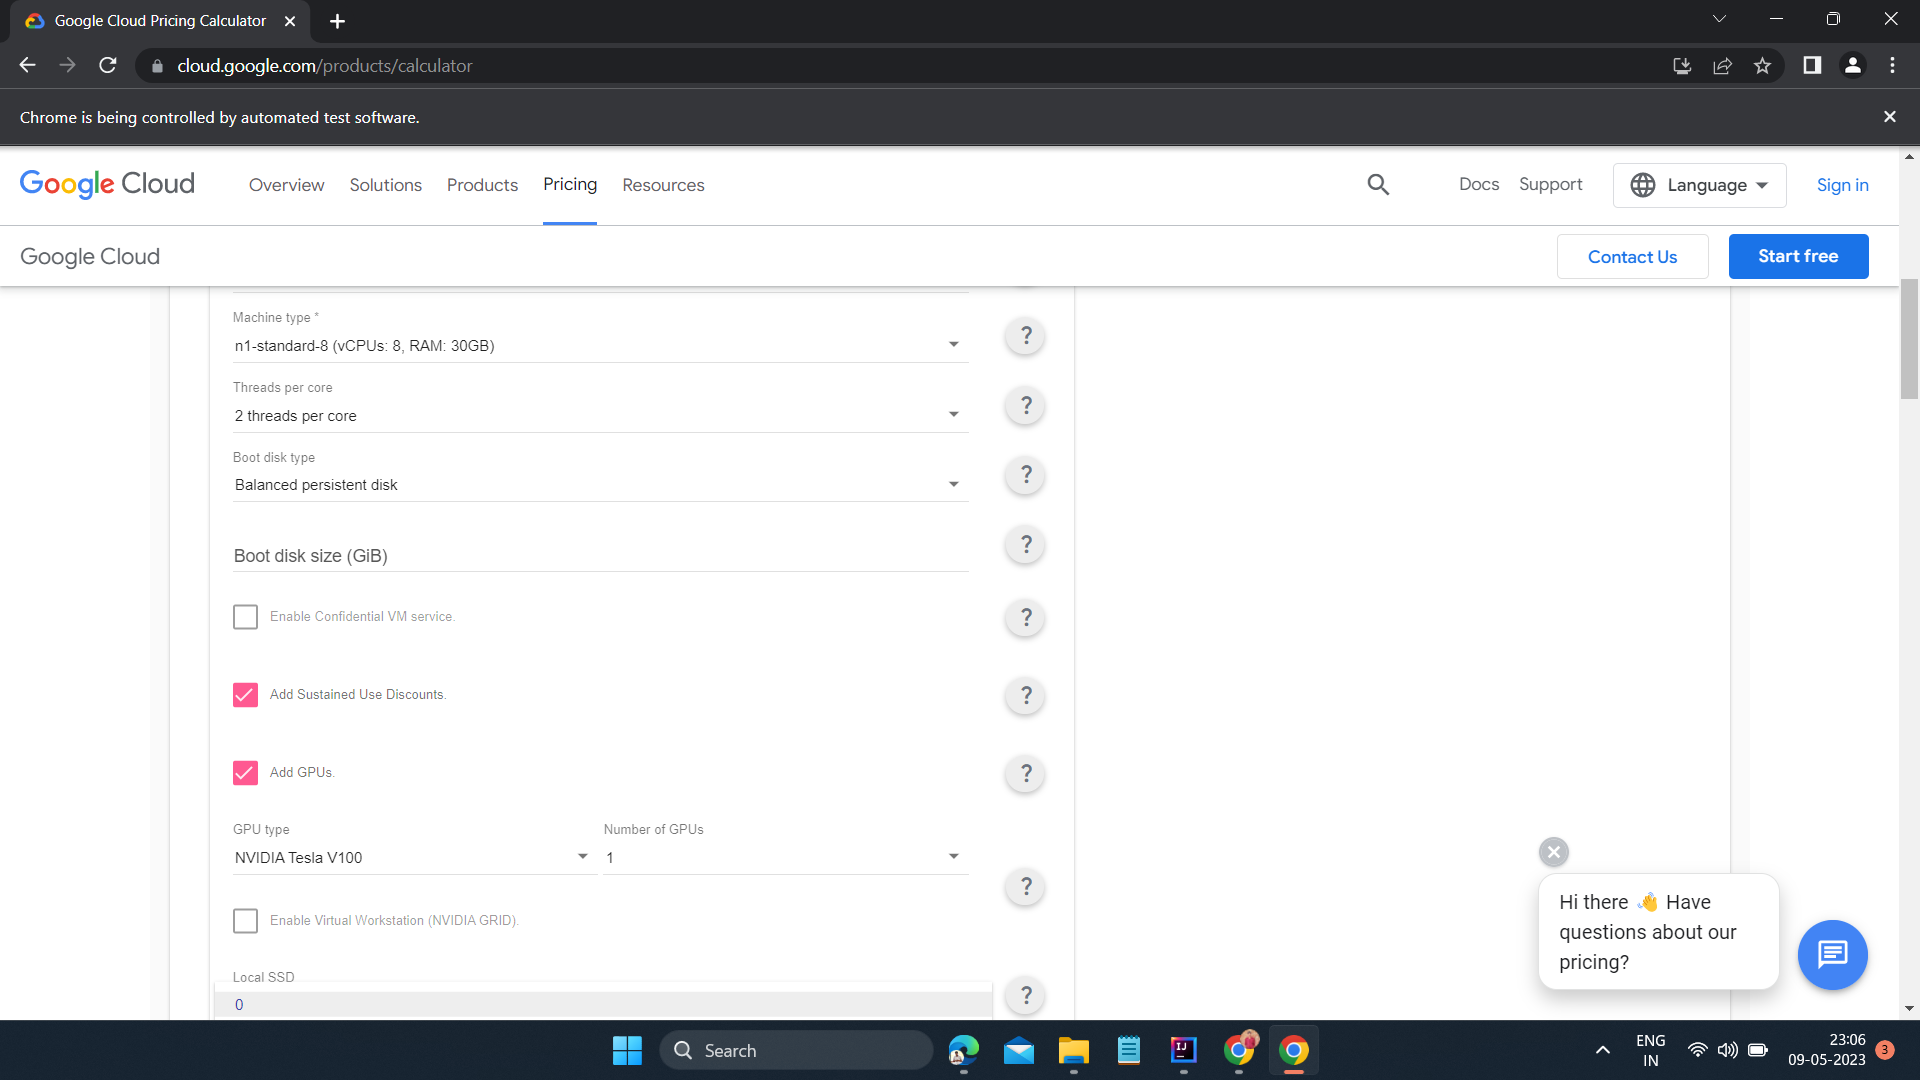 Google Cloud Pricing Calculator
cloud.google.com/products/calculator
Chrome is being controlled by automated test software.
Google Cloud
Overview
Solutions
Products
Pricing
Resources
Docs
Support
Language
Sign in
Google Cloud
Contact Us
Start free
Machine type *
n1-standard-8 (vCPUs: 8, RAM: 30GB)
?
Threads per core
2 threads per core
?
Boot disk type
Balanced persistent disk
?
Boot disk size (GiB)
?
Enable Confidential VM service.
?
Add Sustained Use Discounts.
?
Add GPUs.
?
GPU type
NVIDIA Tesla V100
Number of GPUs
1
?
Enable Virtual Workstation (NVIDIA GRID).
Local SSD
0
?
Hi there 👋 Have
questions about our
pricing?
Search
IJ
ENG
IN
23:06
09-05-2023
3